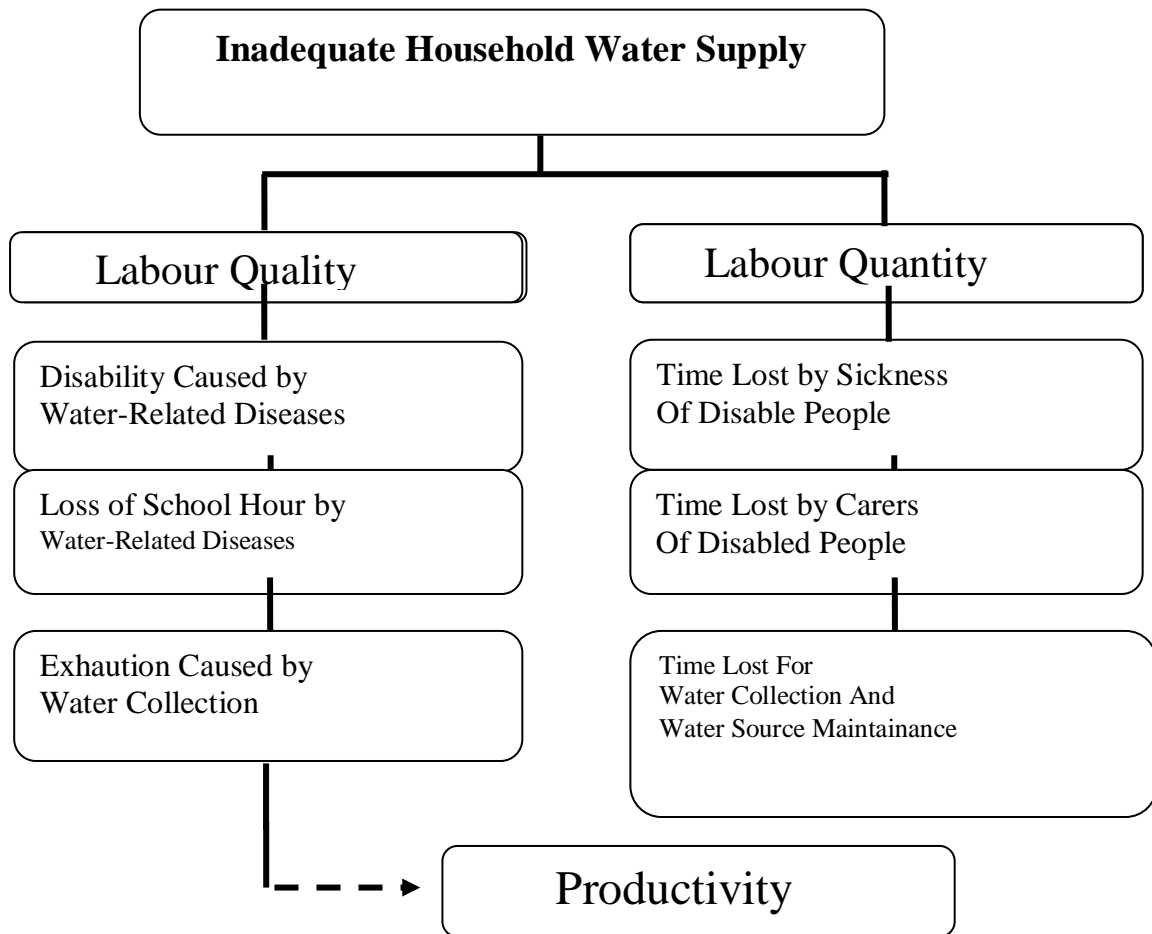 Inadequate Household Water Supply
Labour Quality
Labour Quantity
Disability Caused by
Water-Related Diseases
Time Lost by Sickness
Of Disable People
Loss of School Hour by
Water-Related Diseases
Time Lost by Carers
Of Disabled People
Exhaution Caused by
Water Collection
Time Lost For
Water Collection And
Water Source Maintainance
Productivity